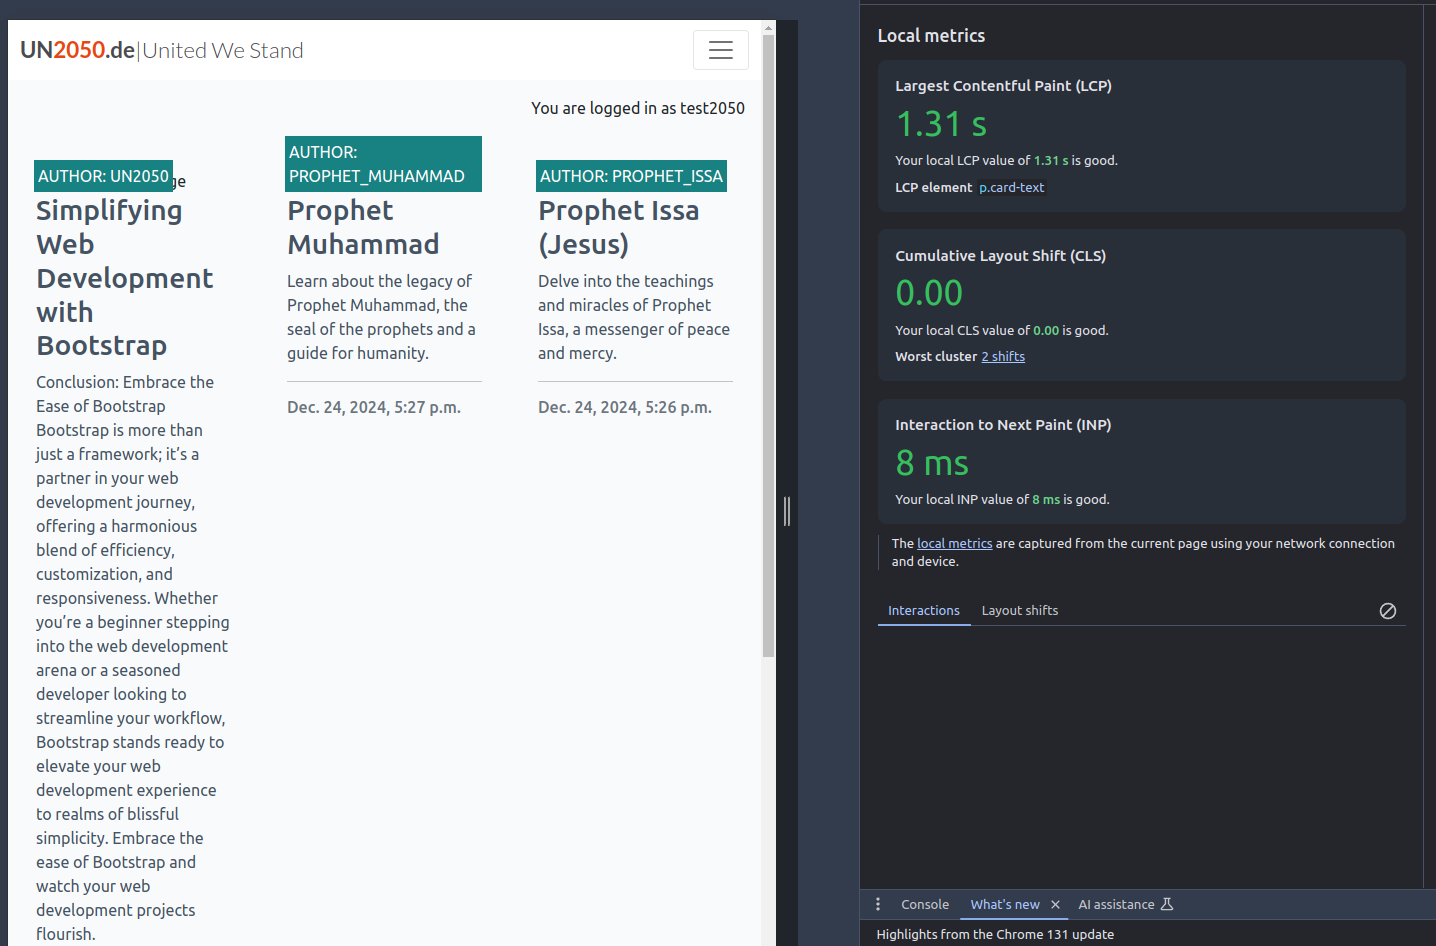 UN2050.de|United We Stand
You are logged in as test2050
AUTHOR: UN2050
ge
Simplifying
Web
Development
with
Bootstrap
Conclusion: Embrace the
Ease of Bootstrap
Bootstrap is more than
just a framework; it’s a
partner in your web
development journey,
offering a harmonious
blend of efficiency,
customization, and
responsiveness. Whether
you’re a beginner stepping
into the web development
arena or a seasoned
developer looking to
streamline your workflow,
Bootstrap stands ready to
elevate your web
development experience
to realms of blissful
simplicity. Embrace the
ease of Bootstrap and
watch your web
development projects
flourish.
AUTHOR:
PROPHET_MUHAMMAD
Prophet
Muhammad
Learn about the legacy of
Prophet Muhammad, the
seal of the prophets and a
guide for humanity.
Dec. 24, 2024, 5:27 p.m.
AUTHOR: PROPHET_ISSA
Prophet Issa
(Jesus)
Delve into the teachings
and miracles of Prophet
Issa, a messenger of peace
and mercy.
Dec. 24, 2024, 5:26 p.m.
Local metrics
Largest Contentful Paint (LCP)
1.31 s
Your local LCP value of 1.31 s is good.
LCP element p.card-text
Cumulative Layout Shift (CLS)
0.00
Your local CLS value of 0.00 is good.
Worst cluster 2 shifts
Interaction to Next Paint (INP)
8 ms
Your local INP value of 8 ms is good.
The local metrics are captured from the current page using your network connection
and device.
Interactions Layout shifts
Console What's new AI assistance
Highlights from the Chrome 131 update